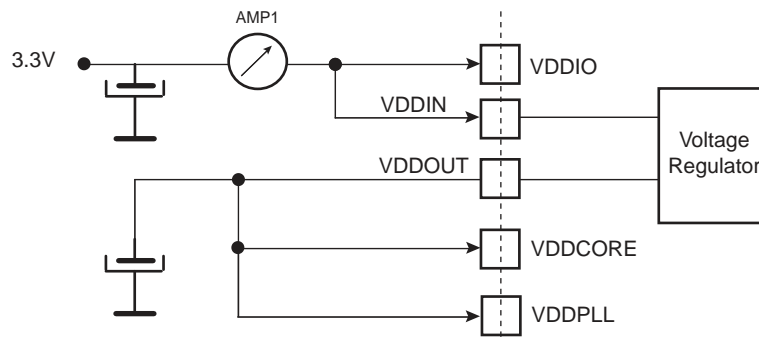 AMP1
3.3V
VDDIO
VDDIN
Voltage
Regulator
VDDOUT
VDDCORE
VDDPLL